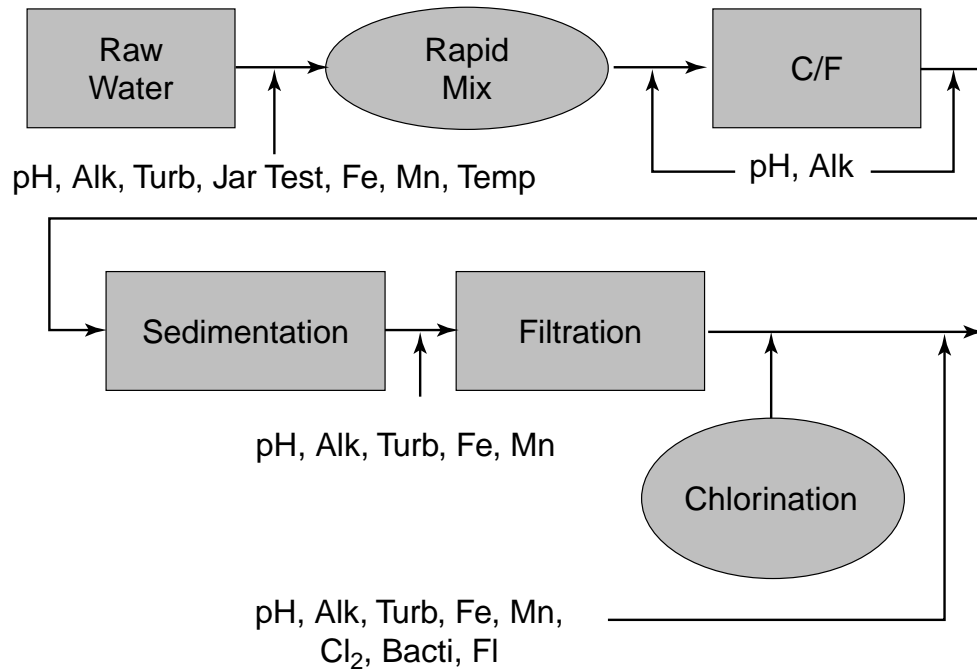 Raw
Water
Rapid
Mix
C/F
pH, Alk, Turb, Jar Test, Fe, Mn, Temp
pH, Alk
Sedimentation
Filtration
pH, Alk, Turb, Fe, Mn
Chlorination
pH, Alk, Turb, Fe, Mn,
Cl₂, Bacti, Fl